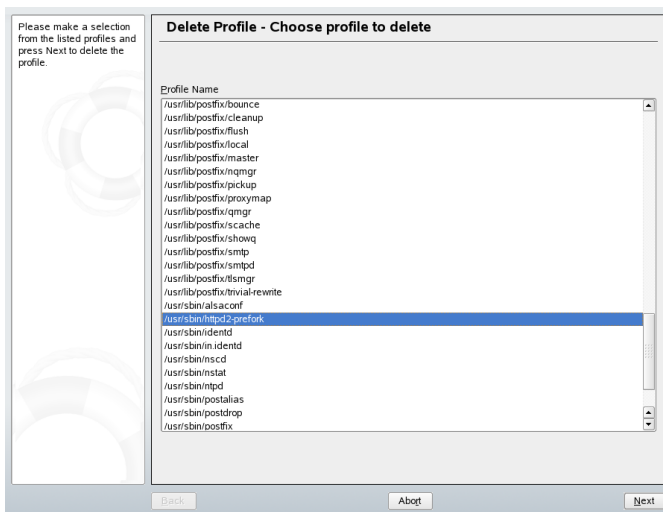 Please make a selection
from the listed profiles and
press Next to delete the
profile.
Delete Profile - Choose profile to delete
Profile Name
/usr/lib/postfix/bounce
/usr/lib/postfix/cleanup
/usr/lib/postfix/flush
/usr/lib/postfix/local
/usr/lib/postfix/master
/usr/lib/postfix/nqmgr
/usr/lib/postfix/pickup
/usr/lib/postfix/proxymap
/usr/lib/postfix/qmgr
/usr/lib/postfix/scache
/usr/lib/postfix/showq
/usr/lib/postfix/smtp
/usr/lib/postfix/smtpd
/usr/lib/postfix/tlsmgr
/usr/lib/postfix/trivial-rewrite
/usr/sbin/alsaconf
/usr/sbin/httpd2-prefork
/usr/sbin/identd
/usr/sbin/in.identd
/usr/sbin/nscd
/usr/sbin/nstat
/usr/sbin/ntpd
/usr/sbin/postalias
/usr/sbin/postdrop
/usr/sbin/postfix
Back
Abort
Next